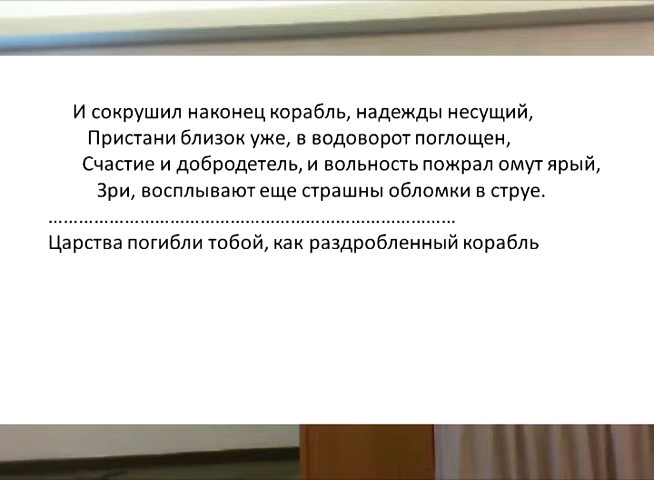 И сокрушил наконец корабль, надежды несущий,
Пристани близок уже, в водоворот поглощен,
Счастие и добродетель, и вольность пожрал омут ярый,
Зри, восплывают еще страшны обломки в струе.
……………………………………………………………………
Царства погибли тобой, как раздробленный корабль